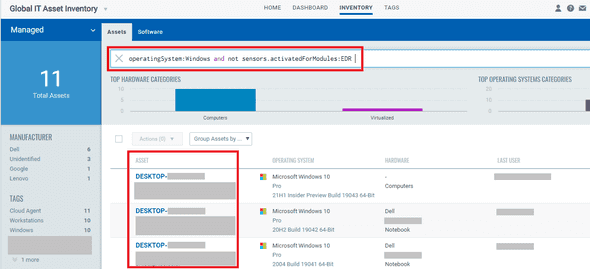 Global IT Asset Inventory
HOME DASHBOARD INVENTORY TAGS
Managed
Assets Software
11
Total Assets
operatingSystem:Windows and not sensors.activatedForModules:EDR
TOP HARDWARE CATEGORIES
20
10
0
Computers Virtualized
TOP OPERATING SYSTEMS CATEGORIES
10
5
0
MANUFACTURER
Dell 6
Unidentified 3
Google 1
Lenovo 1
TAGS
Cloud Agent 11
Workstations 10
Windows 10
1 more
Actions (0) Group Assets by ...
ASSET OPERATING SYSTEM HARDWARE LAST USER
DESKTOP- Microsoft Windows 10 -
Pro Computers
21H1 Insider Preview Build 19043 64-Bit
DESKTOP- Microsoft Windows 10 Dell
Pro
20H2 Build 19042 64-Bit Notebook
DESKTOP- Microsoft Windows 10 Dell
Pro
2004 Build 19041 64-Bit Notebook